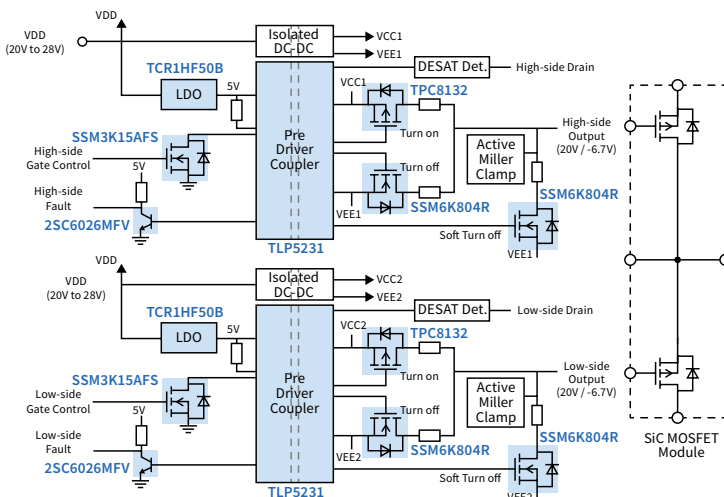 VDD
VDD
(20V to 28V)
Isolated
DC-DC
VCC1
VEE1
TCR1HF50B
LDO
5V
DESAT Det.
High-side Drain
VCC1
TPC8132
SSM3K15AFS
Pre
Driver
Coupler
Turn on
High-side
Output
(20V / -6.7V)
High-side
Gate Control
5V
Turn off
Active
Miller
Clamp
High-side
Fault
SSM6K804R
SSM6K804R
2SC6026MFV
VEE1
Soft Turn off
VEE1
TLP5231
VDD
VDD
(20V to 28V)
Isolated
DC-DC
VCC2
VEE2
TCR1HF50B
LDO
5V
DESAT Det.
Low-side Drain
VCC2
TPC8132
SSM3K15AFS
Pre
Driver
Coupler
Turn on
Low-side
Output
(20V / -6.7V)
Low-side
Gate Control
5V
Turn off
Active
Miller
Clamp
Low-side
Fault
SSM6K804R
SSM6K804R
2SC6026MFV
VEE2
Soft Turn off
VEE2
TLP5231
SiC MOSFET
Module